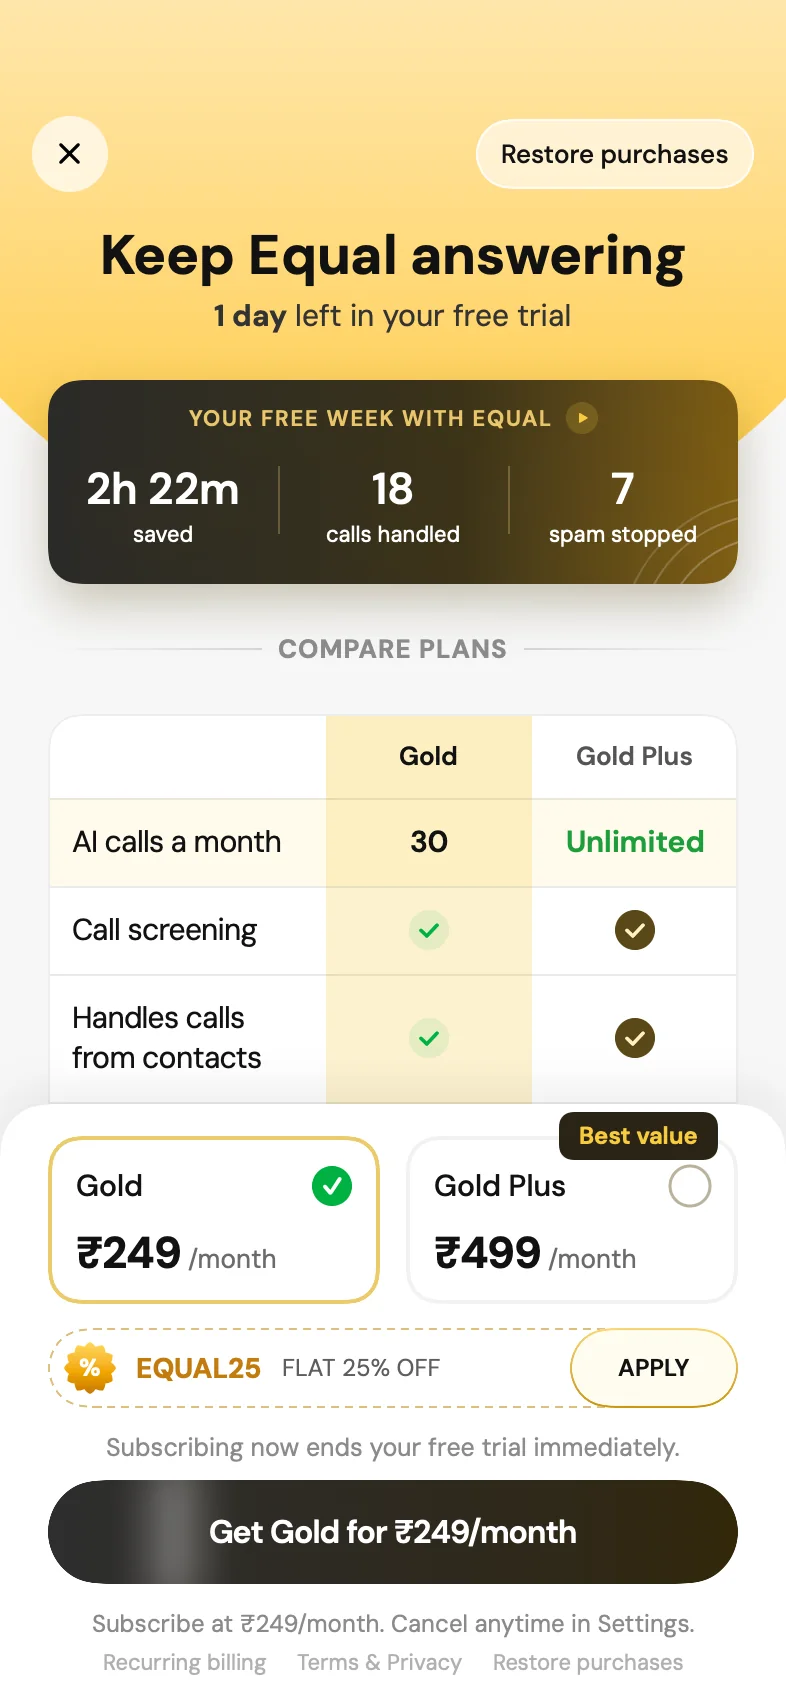 Restore purchases
Keep Equal answering
1 day left in your free trial
YOUR FREE WEEK WITH EQUAL
2h 22m 18 7
saved calls handled spam stopped
COMPARE PLANS
Gold Gold Plus
AI calls a month 30 Unlimited
Call screening
Handles calls
from contacts
Best value
Gold Gold Plus
₹249 /month ₹499 /month
% EQUAL25 FLAT 25% OFF APPLY
Subscribing now ends your free trial immediately.
Get Gold for ₹249/month
Subscribe at ₹249/month. Cancel anytime in Settings.
Recurring billing Terms & Privacy Restore purchases